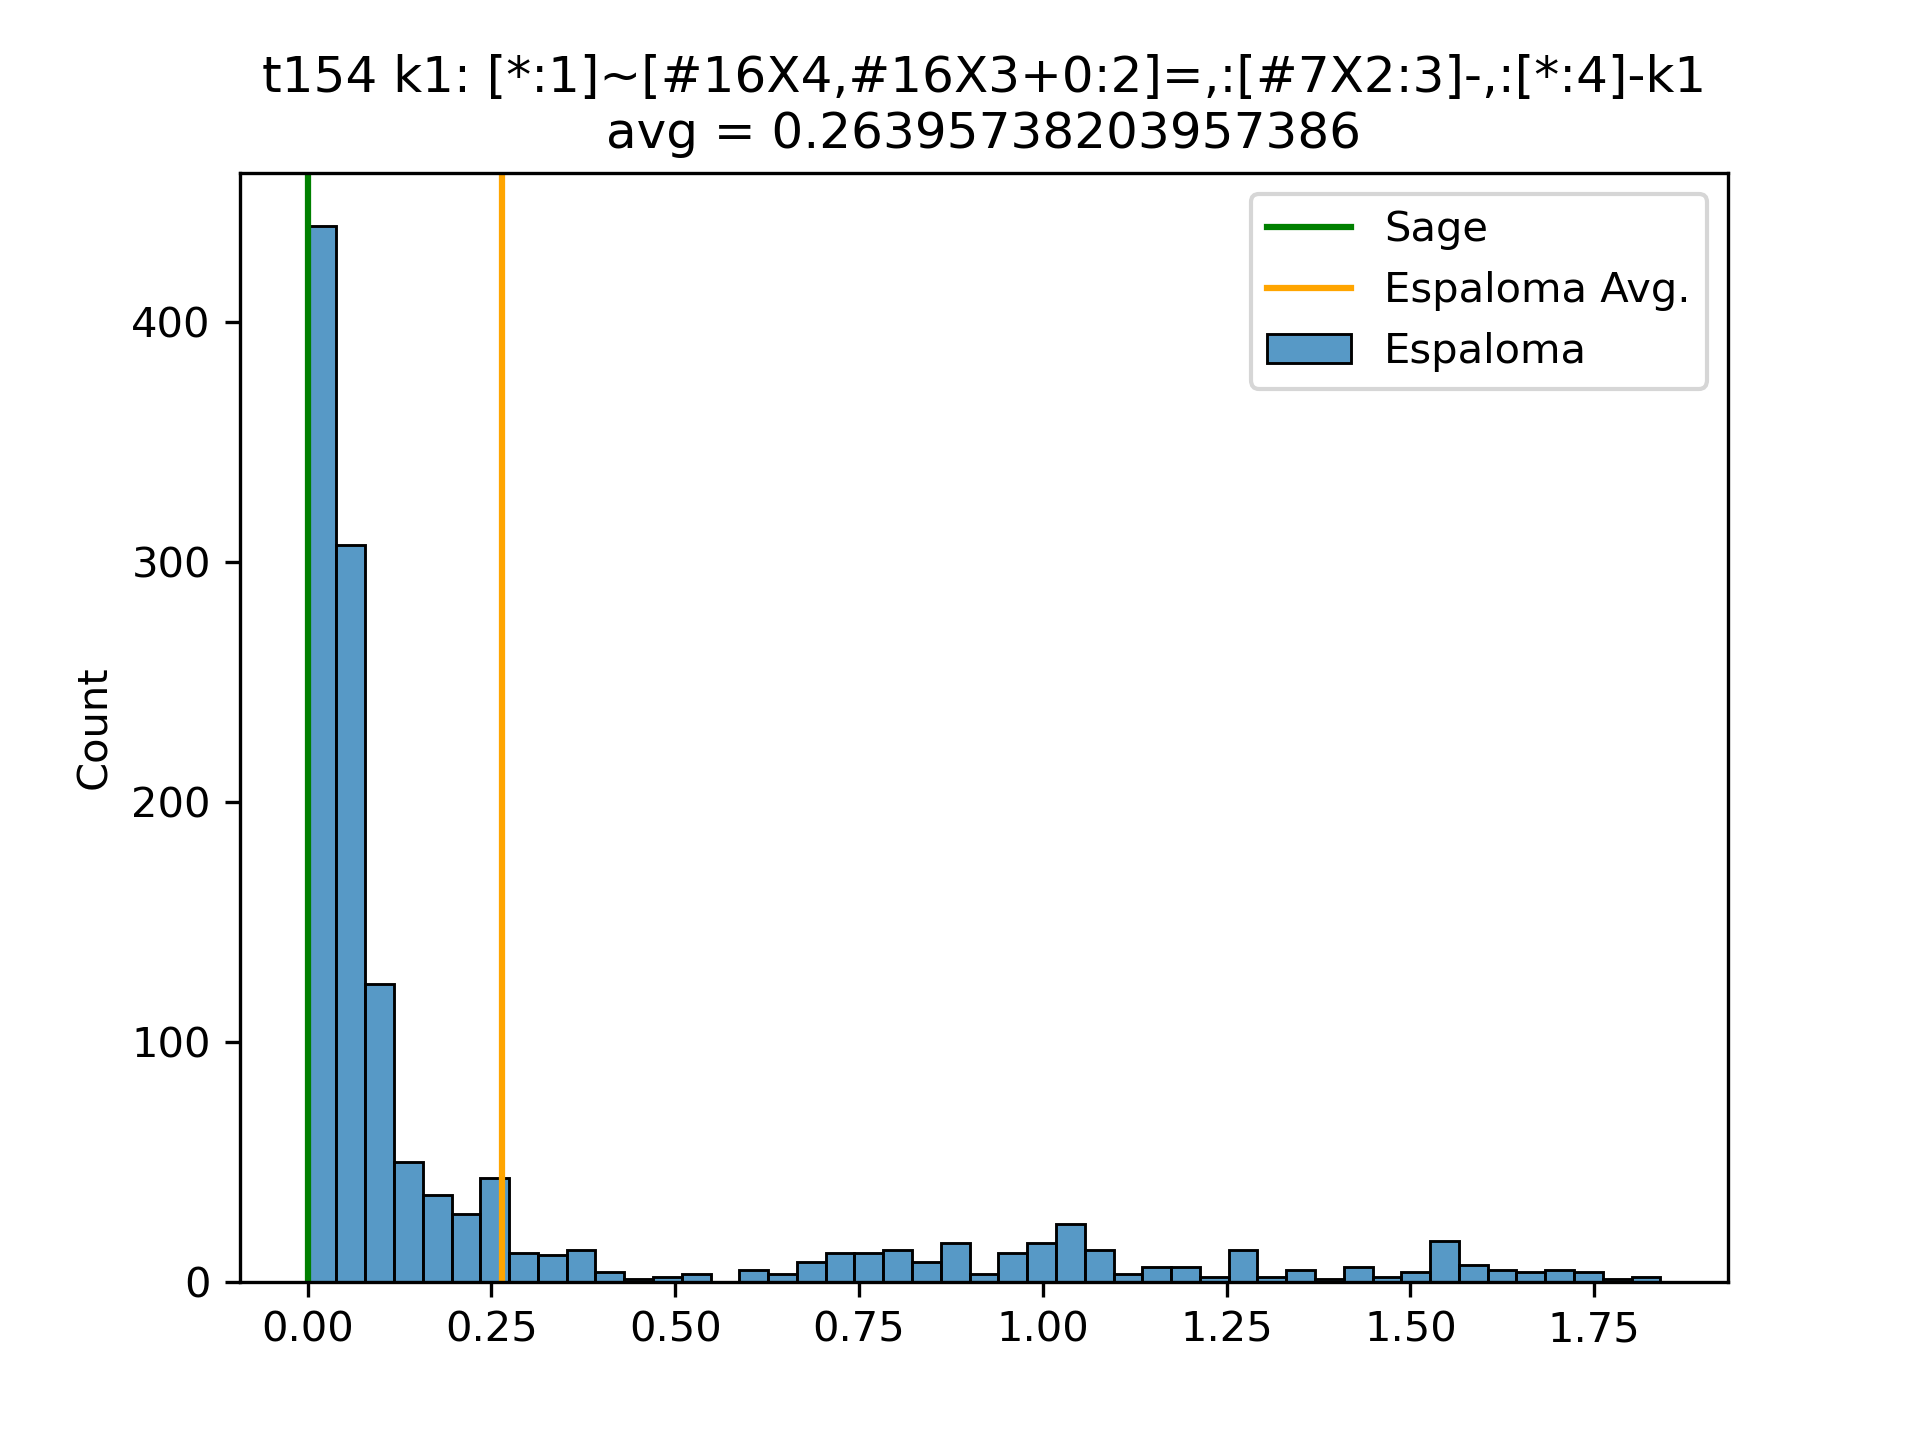 t154 k1: [*:1]~[#16X4,#16X3+0:2]=,:[#7X2:3]-,:[*:4]-k1
avg = 0.26395738203957386
Sage
Espaloma Avg.
Espaloma
Count
400
300
200
100
0
0.00 0.25 0.50 0.75 1.00 1.25 1.50 1.75